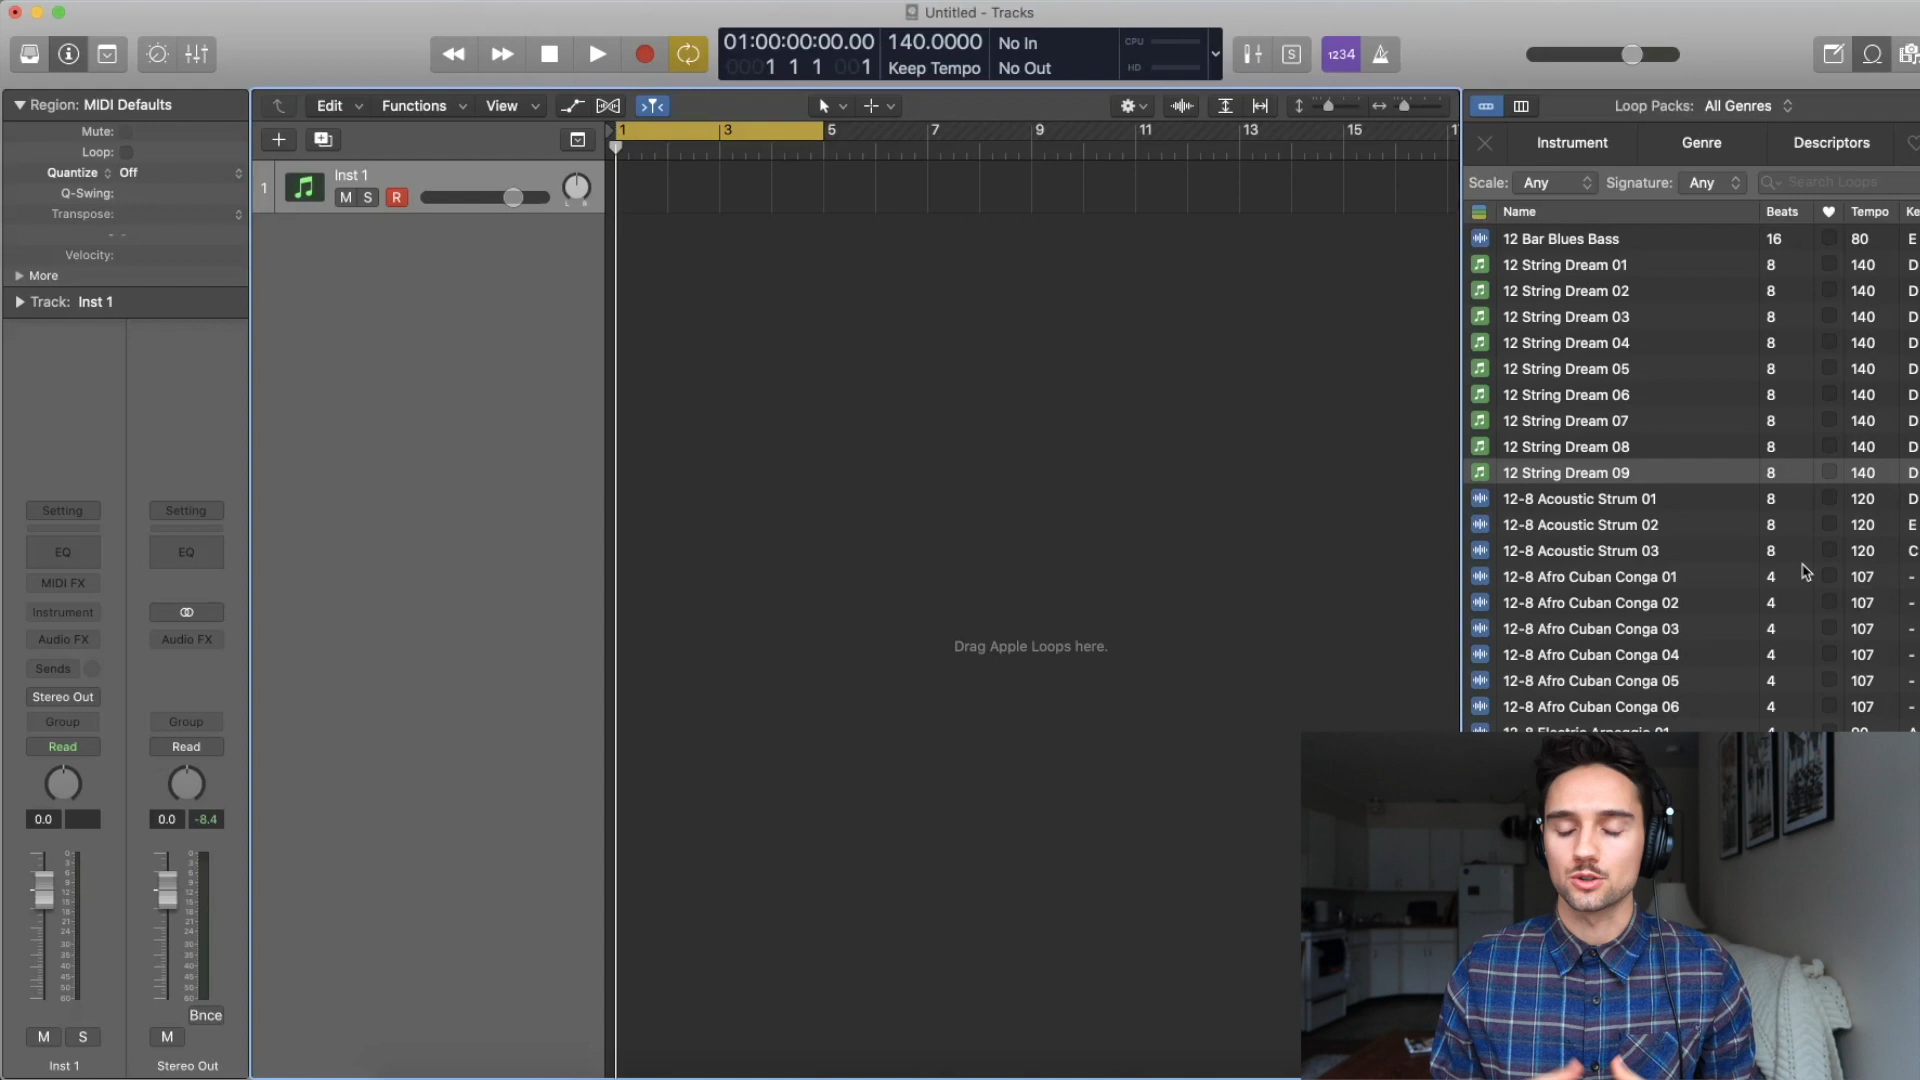 Untitled - Tracks
01:00:00:00.00 140.0000 No In CPU
0001 1 1 001 Keep Tempo No Out HD
1234
Region: MIDI Defaults
Mute:
Loop:
Quantize Off
Q-Swing:
Transpose:
- -
Velocity:
More
Track: Inst 1
Setting Setting
EQ EQ
MIDI FX
Instrument
Audio FX Audio FX
Sends
Stereo Out
Group Group
Read Read
0.0 0.0 -8.4
Bnce
M S M
Inst 1 Stereo Out
Edit Functions View
1 3 5 7 9 11 13 15
1 Inst 1
M S R
L R
Drag Apple Loops here.
Loop Packs: All Genres
Instrument Genre Descriptors
Scale: Any Signature: Any Search Loops
Name Beats Tempo
12 Bar Blues Bass 16 80 E
12 String Dream 01 8 140 D
12 String Dream 02 8 140 D
12 String Dream 03 8 140 D
12 String Dream 04 8 140 D
12 String Dream 05 8 140 D
12 String Dream 06 8 140 D
12 String Dream 07 8 140 D
12 String Dream 08 8 140 D
12 String Dream 09 8 140 D
12-8 Acoustic Strum 01 8 120 D
12-8 Acoustic Strum 02 8 120 E
12-8 Acoustic Strum 03 8 120 C
12-8 Afro Cuban Conga 01 4 107 -
12-8 Afro Cuban Conga 02 4 107 -
12-8 Afro Cuban Conga 03 4 107 -
12-8 Afro Cuban Conga 04 4 107 -
12-8 Afro Cuban Conga 05 4 107 -
12-8 Afro Cuban Conga 06 4 107 -
12-8 Electric Arpeggio 01